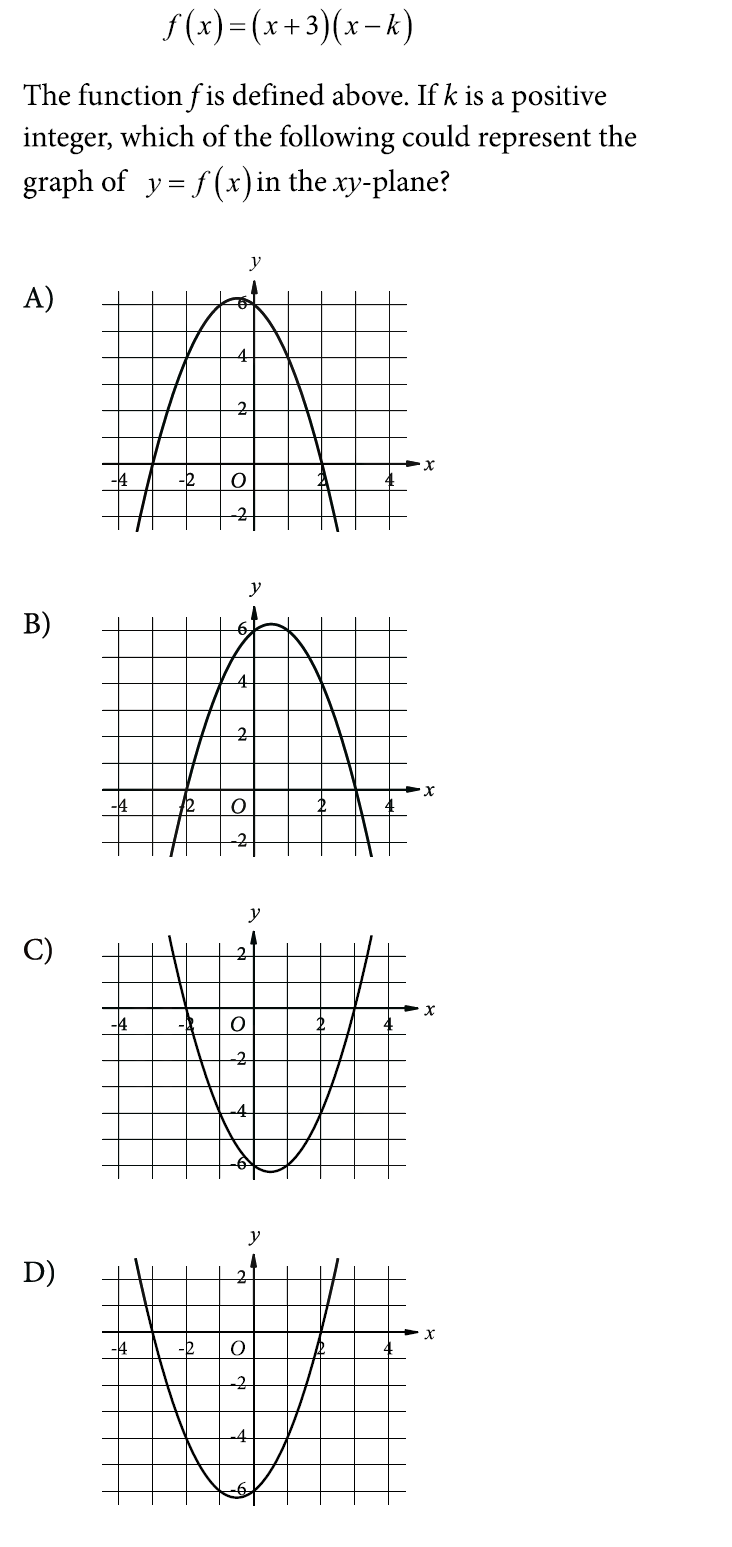 f(x)=(x+3)(x−k)
The function f is defined above. If k is a positive
integer, which of the following could represent the
graph of y = f(x) in the xy-plane?
y
A)
6
4
2
-4 -2 O 2 4 x
-2
y
B)
6
4
2
-4 -2 O 2 4 x
-2
y
C)
2
-4 -2 O 2 4 x
-2
-4
-6
y
D)
2
-4 -2 O 2 4 x
-2
-4
-6